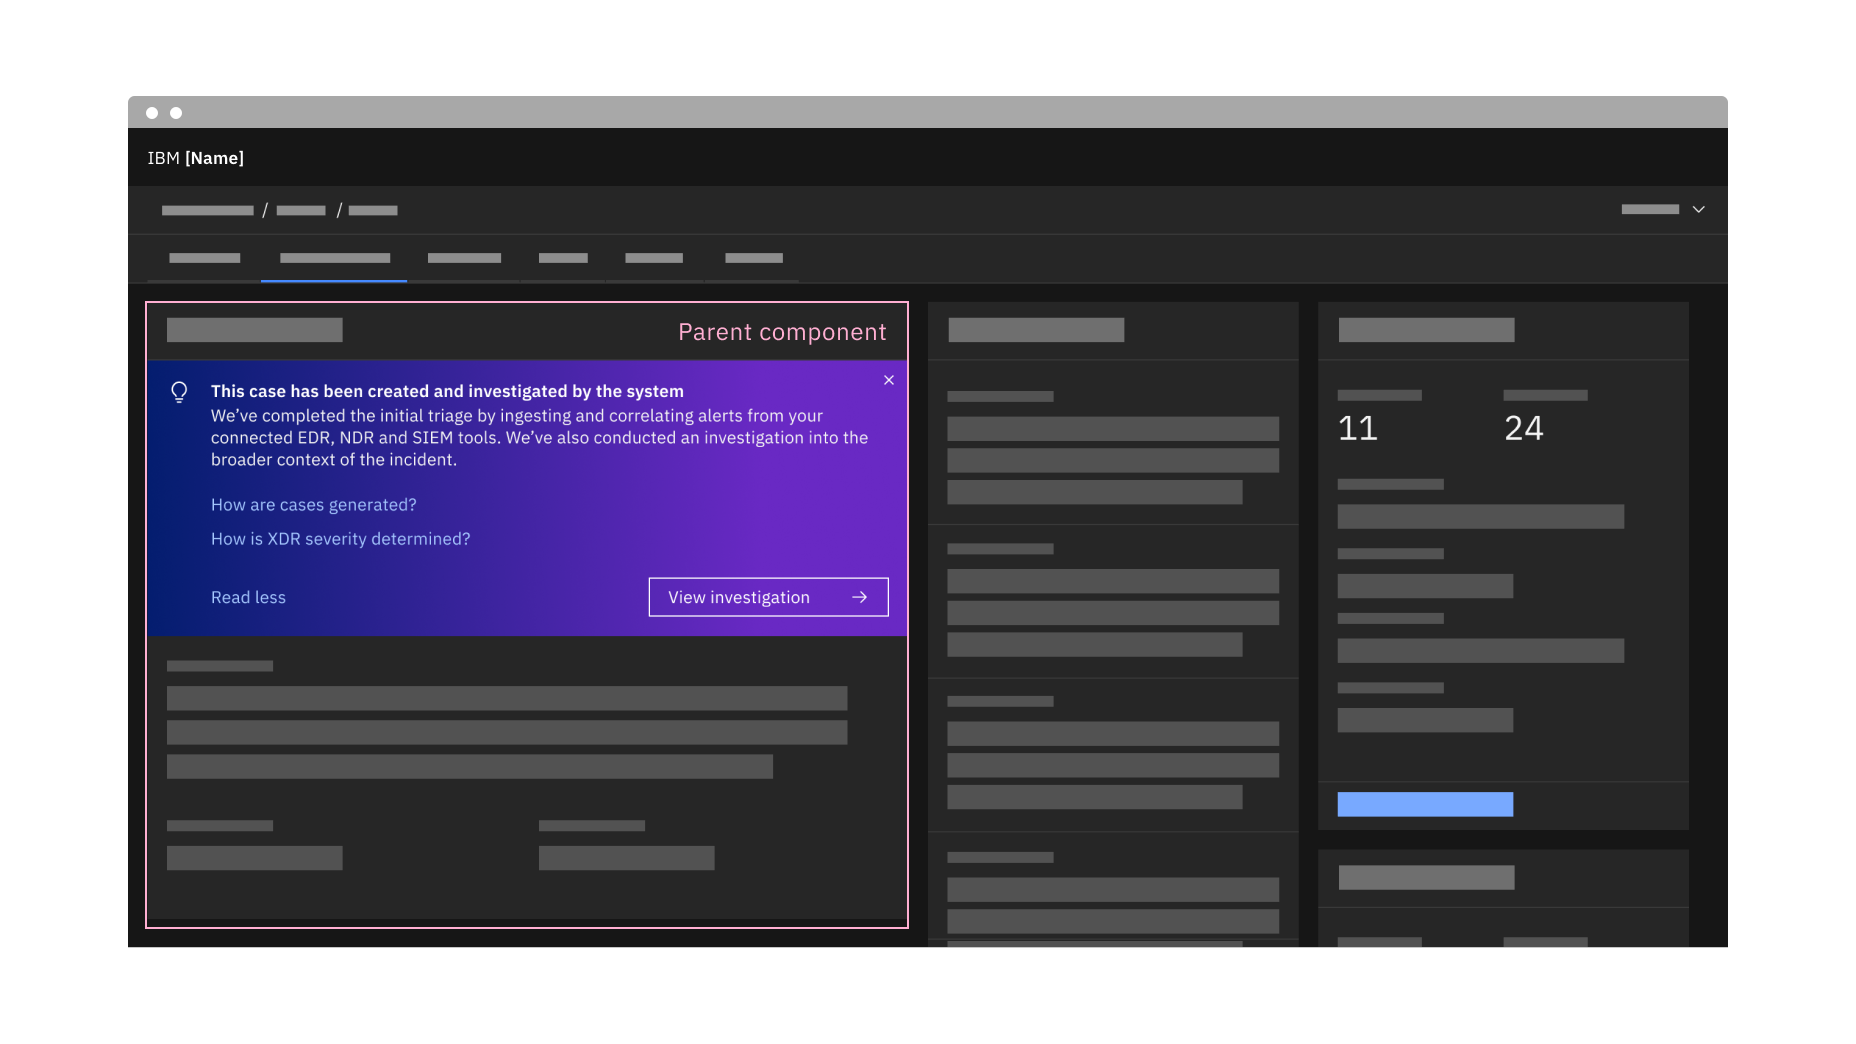 IBM [Name]
/ /
Parent component
This case has been created and investigated by the system
We’ve completed the initial triage by ingesting and correlating alerts from your
connected EDR, NDR and SIEM tools. We’ve also conducted an investigation into the
broader context of the incident.
How are cases generated?
How is XDR severity determined?
Read less
View investigation
11 24